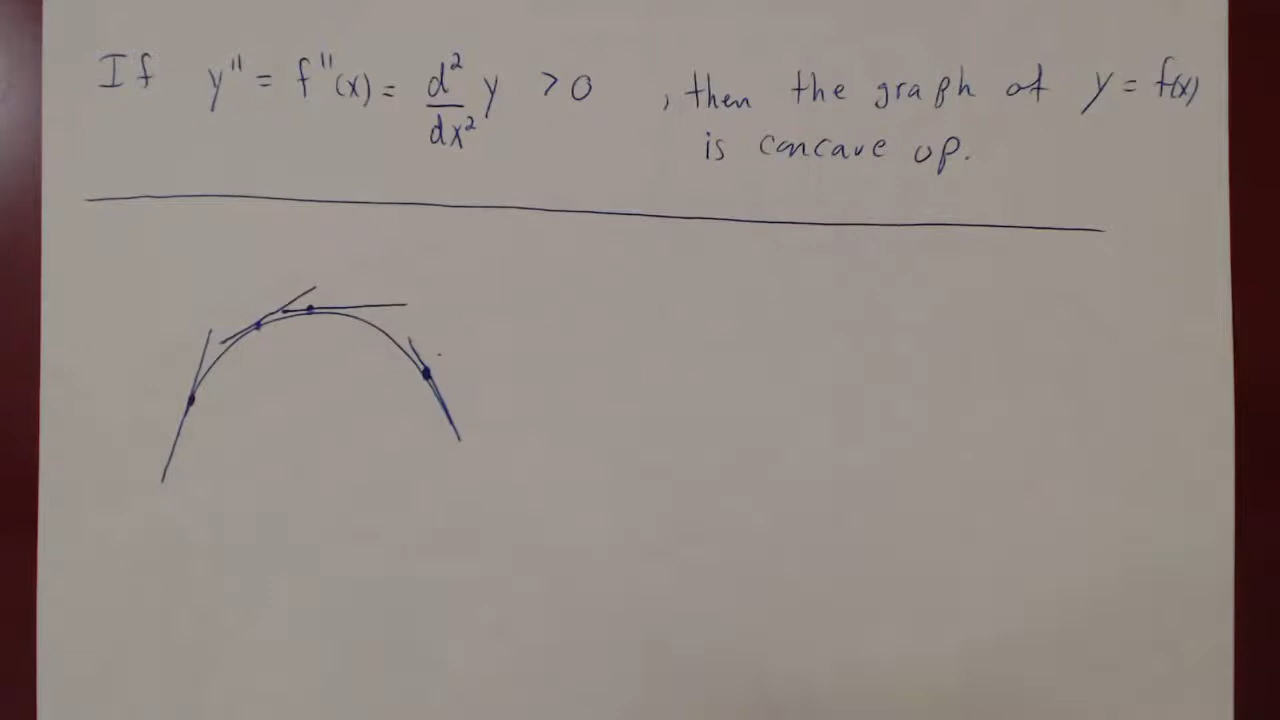 If y'' = f''(x) = d²/dx² y > 0 , then the graph of y = f(x)
is concave up.